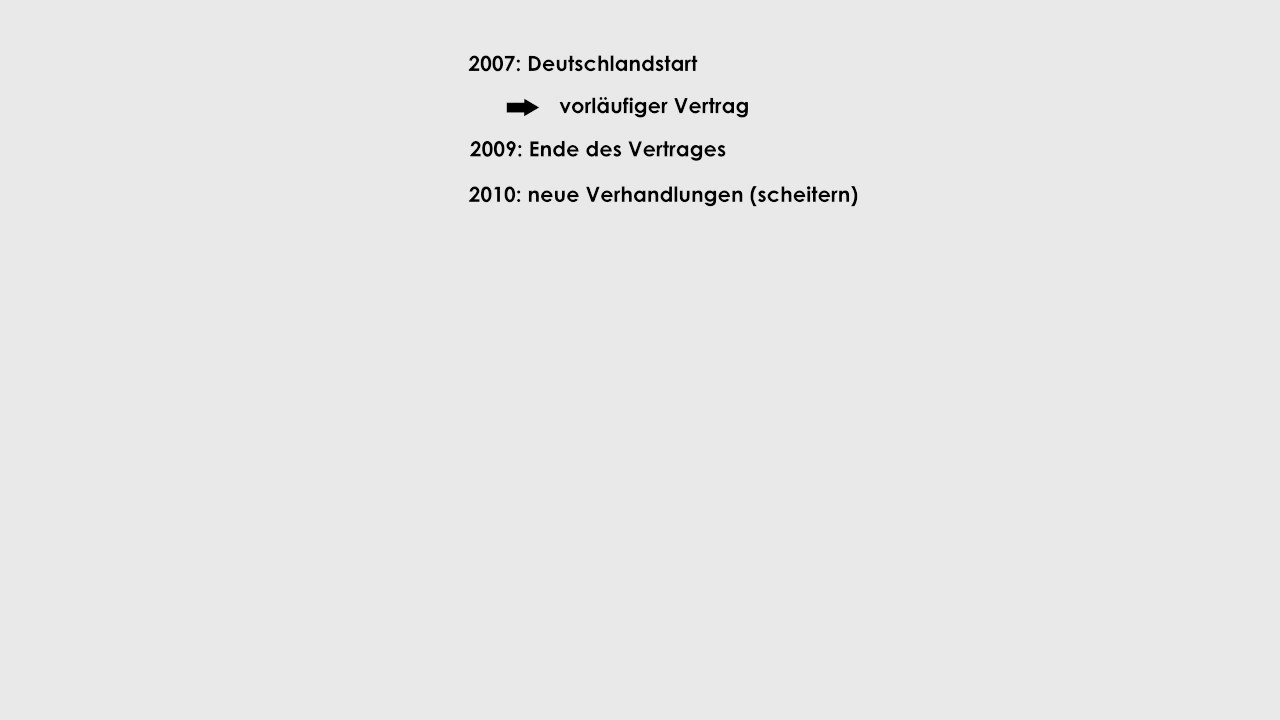 2007: Deutschlandstart
vorläufiger Vertrag
2009: Ende des Vertrages
2010: neue Verhandlungen (scheitern)